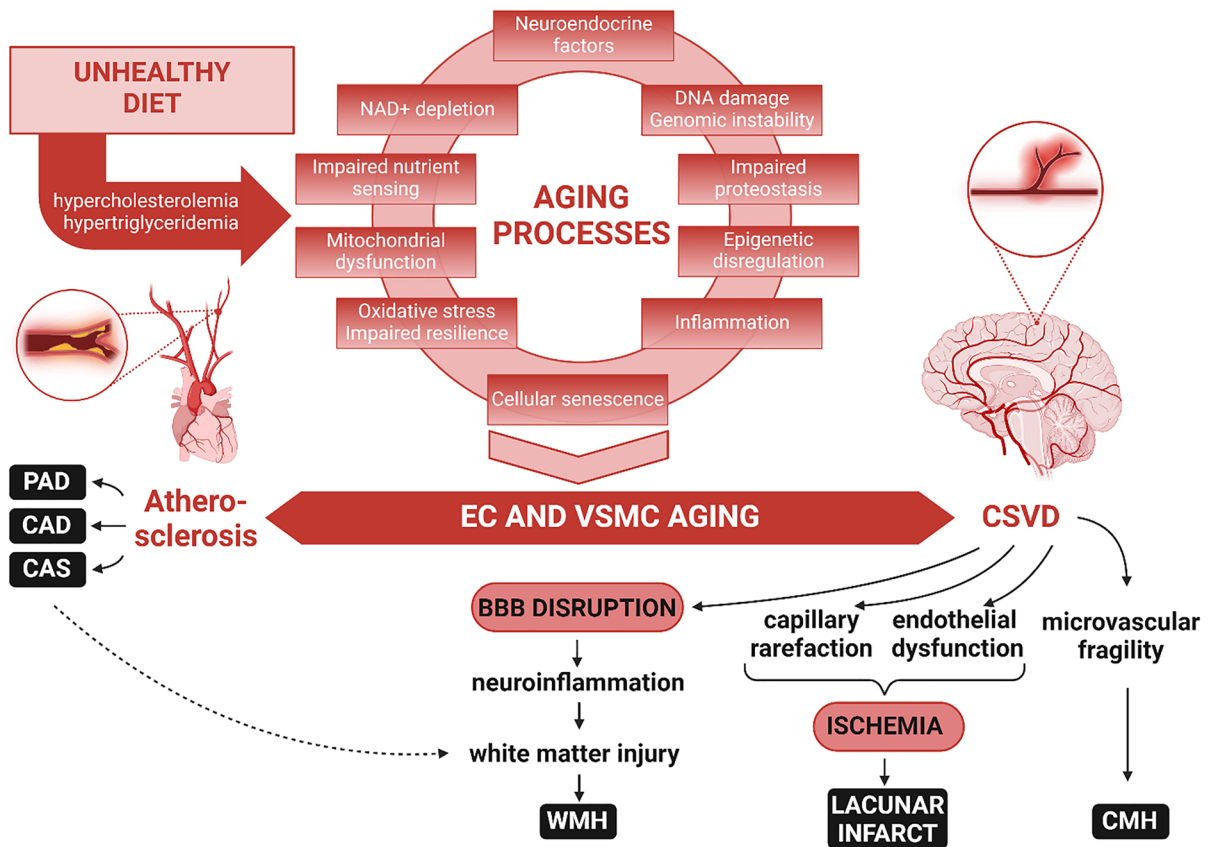 UNHEALTHY
DIET
hypercholesterolemia
hypertriglyceridemia
Neuroendocrine
factors
NAD+ depletion
DNA damage
Genomic instability
Impaired nutrient
sensing
Impaired
proteostasis
AGING
PROCESSES
Mitochondrial
dysfunction
Epigenetic
disregulation
Oxidative stress
Impaired resilience
Inflammation
Cellular senescence
PAD
CAD
CAS
Athero-
sclerosis
EC AND VSMC AGING
CSVD
BBB DISRUPTION
neuroinflammation
white matter injury
WMH
capillary
rarefaction
endothelial
dysfunction
ISCHEMIA
LACUNAR
INFARCT
microvascular
fragility
CMH